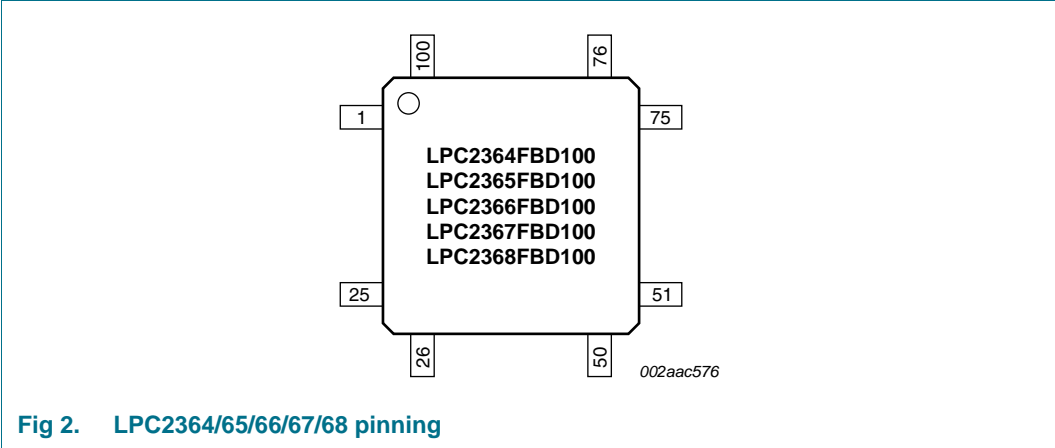 100
76
1
75
LPC2364FBD100
LPC2365FBD100
LPC2366FBD100
LPC2367FBD100
LPC2368FBD100
25
51
26
50
002aac576
Fig 2. LPC2364/65/66/67/68 pinning